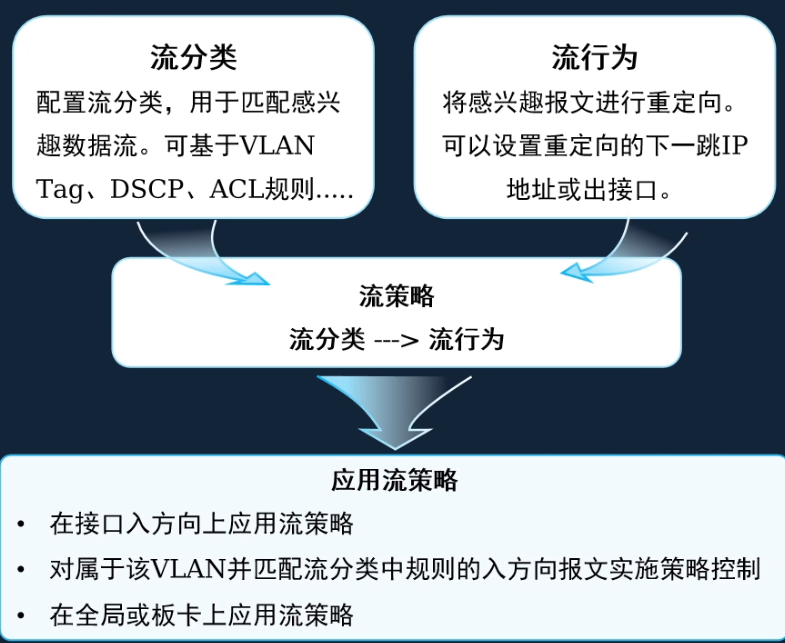 流分类
配置流分类，用于匹配感兴
趣数据流。可基于VLAN
Tag、DSCP、ACL规则.....
流行为
将感兴趣报文进行重定向。
可以设置重定向的下一跳IP
地址或出接口。
流策略
流分类 ---> 流行为
应用流策略
• 在接口入方向上应用流策略
• 对属于该VLAN并匹配流分类中规则的入方向报文实施策略控制
• 在全局或板卡上应用流策略